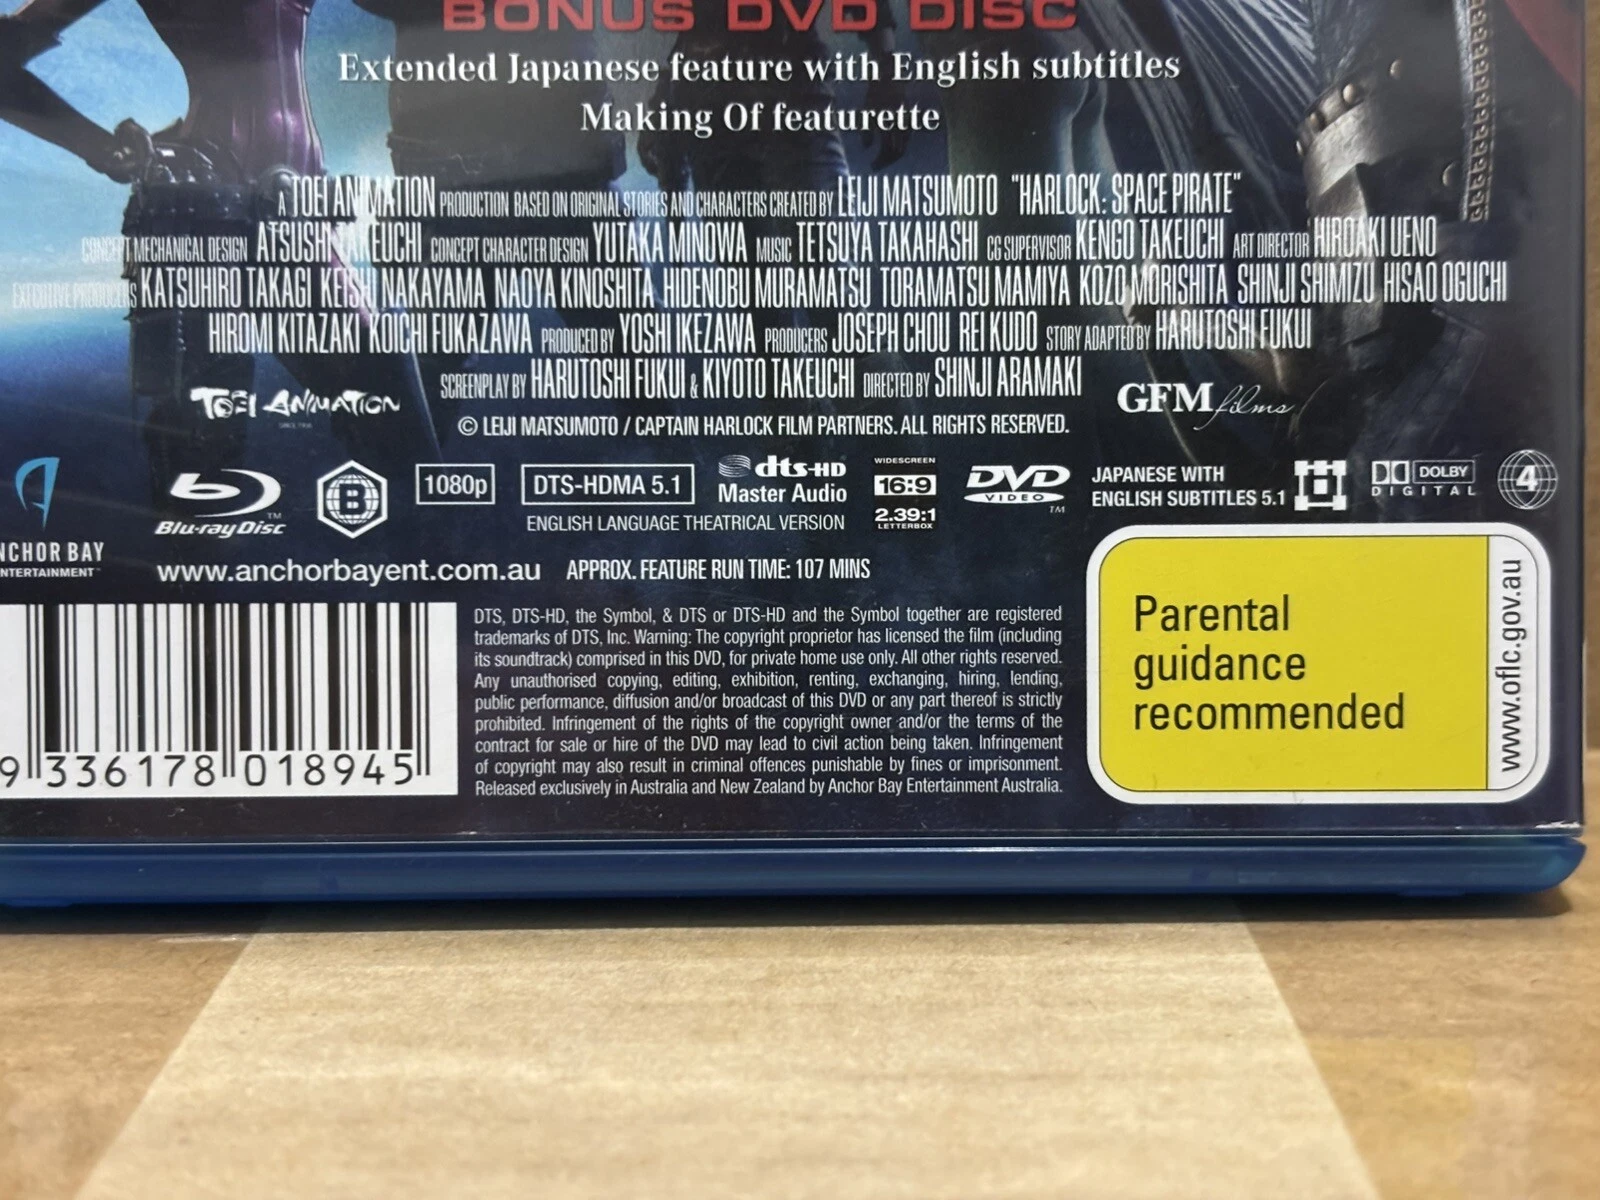 BONUS DVD DISC
Extended Japanese feature with English subtitles
Making Of featurette
A TOEI ANIMATION PRODUCTION BASED ON ORIGINAL STORIES AND CHARACTERS CREATED BY LEIJI MATSUMOTO "HARLOCK: SPACE PIRATE"
CONCEPT MECHANICAL DESIGN ATSUSHI TAKEUCHI CONCEPT CHARACTER DESIGN YUTAKA MINOWA MUSIC TETSUYA TAKAHASHI CG SUPERVISOR KENGO TAKEUCHI ART DIRECTOR HIROAKI UENO
EXECUTIVE PRODUCERS KATSUHIRO TAKAGI KEISHI NAKAYAMA NAOYA KINOSHITA HIDENOBU MURAMATSU TORAMATSU MAMIYA KOZO MORISHITA SHINJI SHIMIZU HISAO OGUCHI
HIROMI KITAZAKI KOICHI FUKAZAWA PRODUCED BY YOSHI IKEZAWA PRODUCERS JOSEPH CHOU REI KUDO STORY ADAPTED BY HARUTOSHI FUKUI
SCREENPLAY BY HARUTOSHI FUKUI & KIYOTO TAKEUCHI DIRECTED BY SHINJI ARAMAKI
TOEI ANIMATION
GFM films
© LEIJI MATSUMOTO / CAPTAIN HARLOCK FILM PARTNERS. ALL RIGHTS RESERVED.
NCHOR BAY
NTERTAINMENT™
Blu-ray Disc™
B
1080p
DTS-HDMA 5.1
dts-HD
Master Audio
ENGLISH LANGUAGE THEATRICAL VERSION
WIDESCREEN
16:9
2.39:1
LETTERBOX
DVD
VIDEO™
JAPANESE WITH
ENGLISH SUBTITLES 5.1
DOLBY
DIGITAL
4
www.anchorbayent.com.au APPROX. FEATURE RUN TIME: 107 MINS
9 336178 018945
DTS, DTS-HD, the Symbol, & DTS or DTS-HD and the Symbol together are registered
trademarks of DTS, Inc. Warning: The copyright proprietor has licensed the film (including
its soundtrack) comprised in this DVD, for private home use only. All other rights reserved.
Any unauthorised copying, editing, exhibition, renting, exchanging, hiring, lending,
public performance, diffusion and/or broadcast of this DVD or any part thereof is strictly
prohibited. Infringement of the rights of the copyright owner and/or the terms of the
contract for sale or hire of the DVD may lead to civil action being taken. Infringement
of copyright may also result in criminal offences punishable by fines or imprisonment.
Released exclusively in Australia and New Zealand by Anchor Bay Entertainment Australia.
Parental
guidance
recommended
www.oflc.gov.au